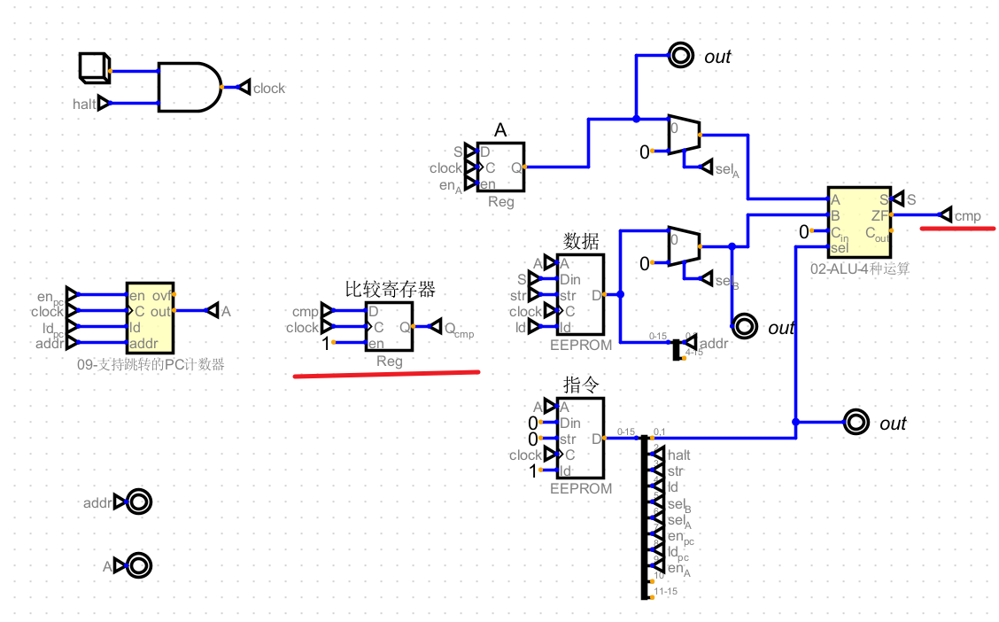 out
halt
clock
0
0
sel_A
A
S
D
clock
C
Q
en_A
en
Reg
A
S
S
B
ZF
cmp
0
C_in
C_out
sel
02-ALU-4种运算
0
0
sel_B
数据
A
A
S
Din
str
str
D
clock
C
ld
ld
EEPROM
out
0-15
addr
4-15
比较寄存器
cmp
D
clock
C
Q
Q_cmp
1
en
Reg
en_pc
en
ovf
clock
C
out
A
ld_pc
ld
addr
addr
09-支持跳转的PC计数器
指令
A
A
0
Din
0
str
D
clock
C
1
ld
EEPROM
0-15
0,1
out
halt
str
ld
sel_B
sel_A
en_pc
ld_pc
en_A
10
11-15
addr
A